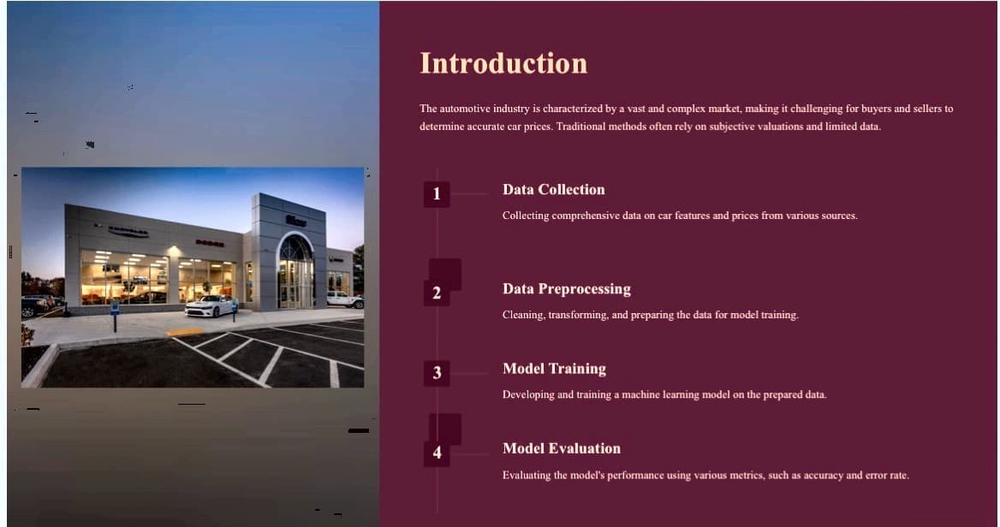 Introduction
The automotive industry is characterized by a vast and complex market, making it challenging for buyers and sellers to
determine accurate car prices. Traditional methods often rely on subjective valuations and limited data.
1
Data Collection
Collecting comprehensive data on car features and prices from various sources.
2
Data Preprocessing
Cleaning, transforming, and preparing the data for model training.
3
Model Training
Developing and training a machine learning model on the prepared data.
4
Model Evaluation
Evaluating the model's performance using various metrics, such as accuracy and error rate.
CHRYSLER
DODGE